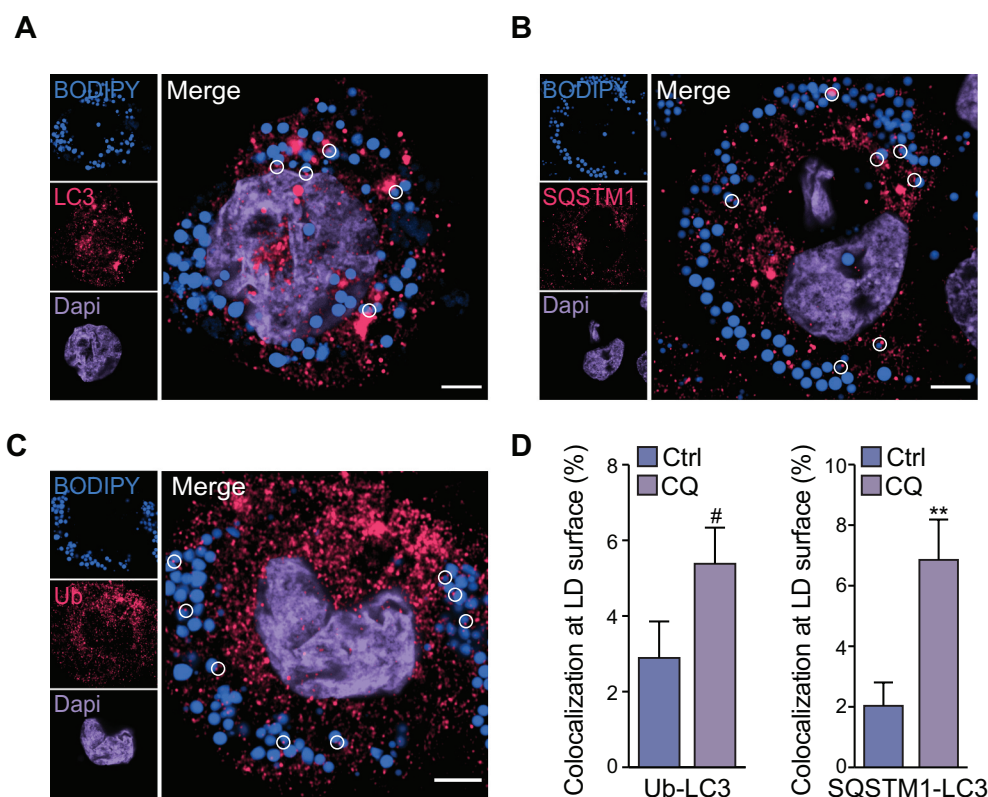 A
BODIPY
Merge
LC3
Dapi
B
BODIPY
Merge
SQSTM1
Dapi
C
BODIPY
Merge
Ub
Dapi
D
Colocalization at LD surface (%)
Ctrl
CQ
8
6
4
2
0
#
Ub-LC3
Colocalization at LD surface (%)
Ctrl
CQ
10
8
6
4
2
0
**
SQSTM1-LC3